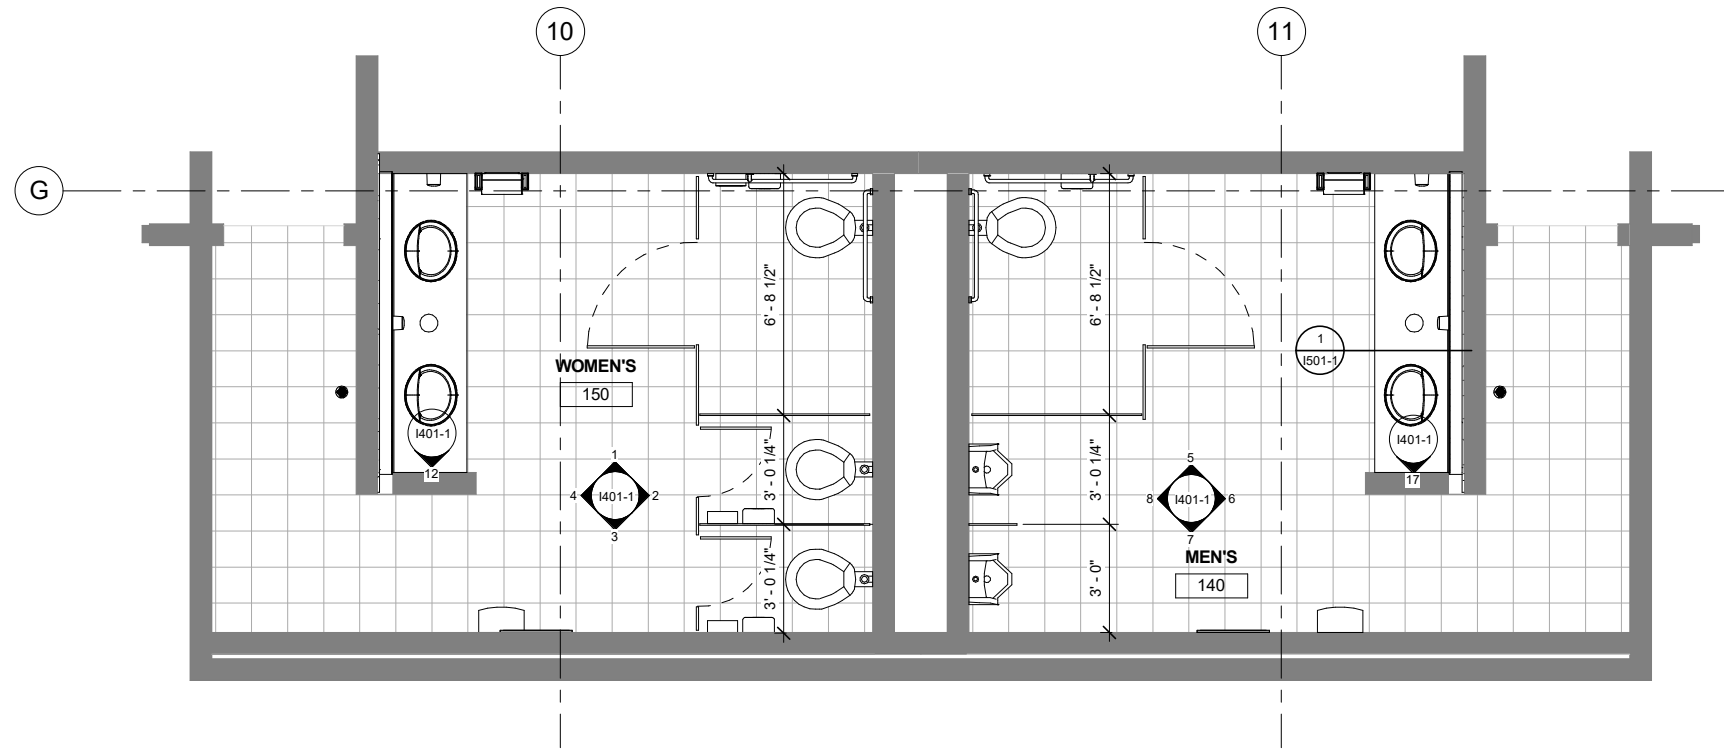 10
11
G
6' - 8 1/2"
6' - 8 1/2"
1
I501-1
WOMEN'S
150
I401-1
12
I401-1
17
3' - 0 1/4"
3' - 0 1/4"
1
4
I401-1
2
3
5
8
I401-1
6
7
MEN'S
140
3' - 0 1/4"
3' - 0"